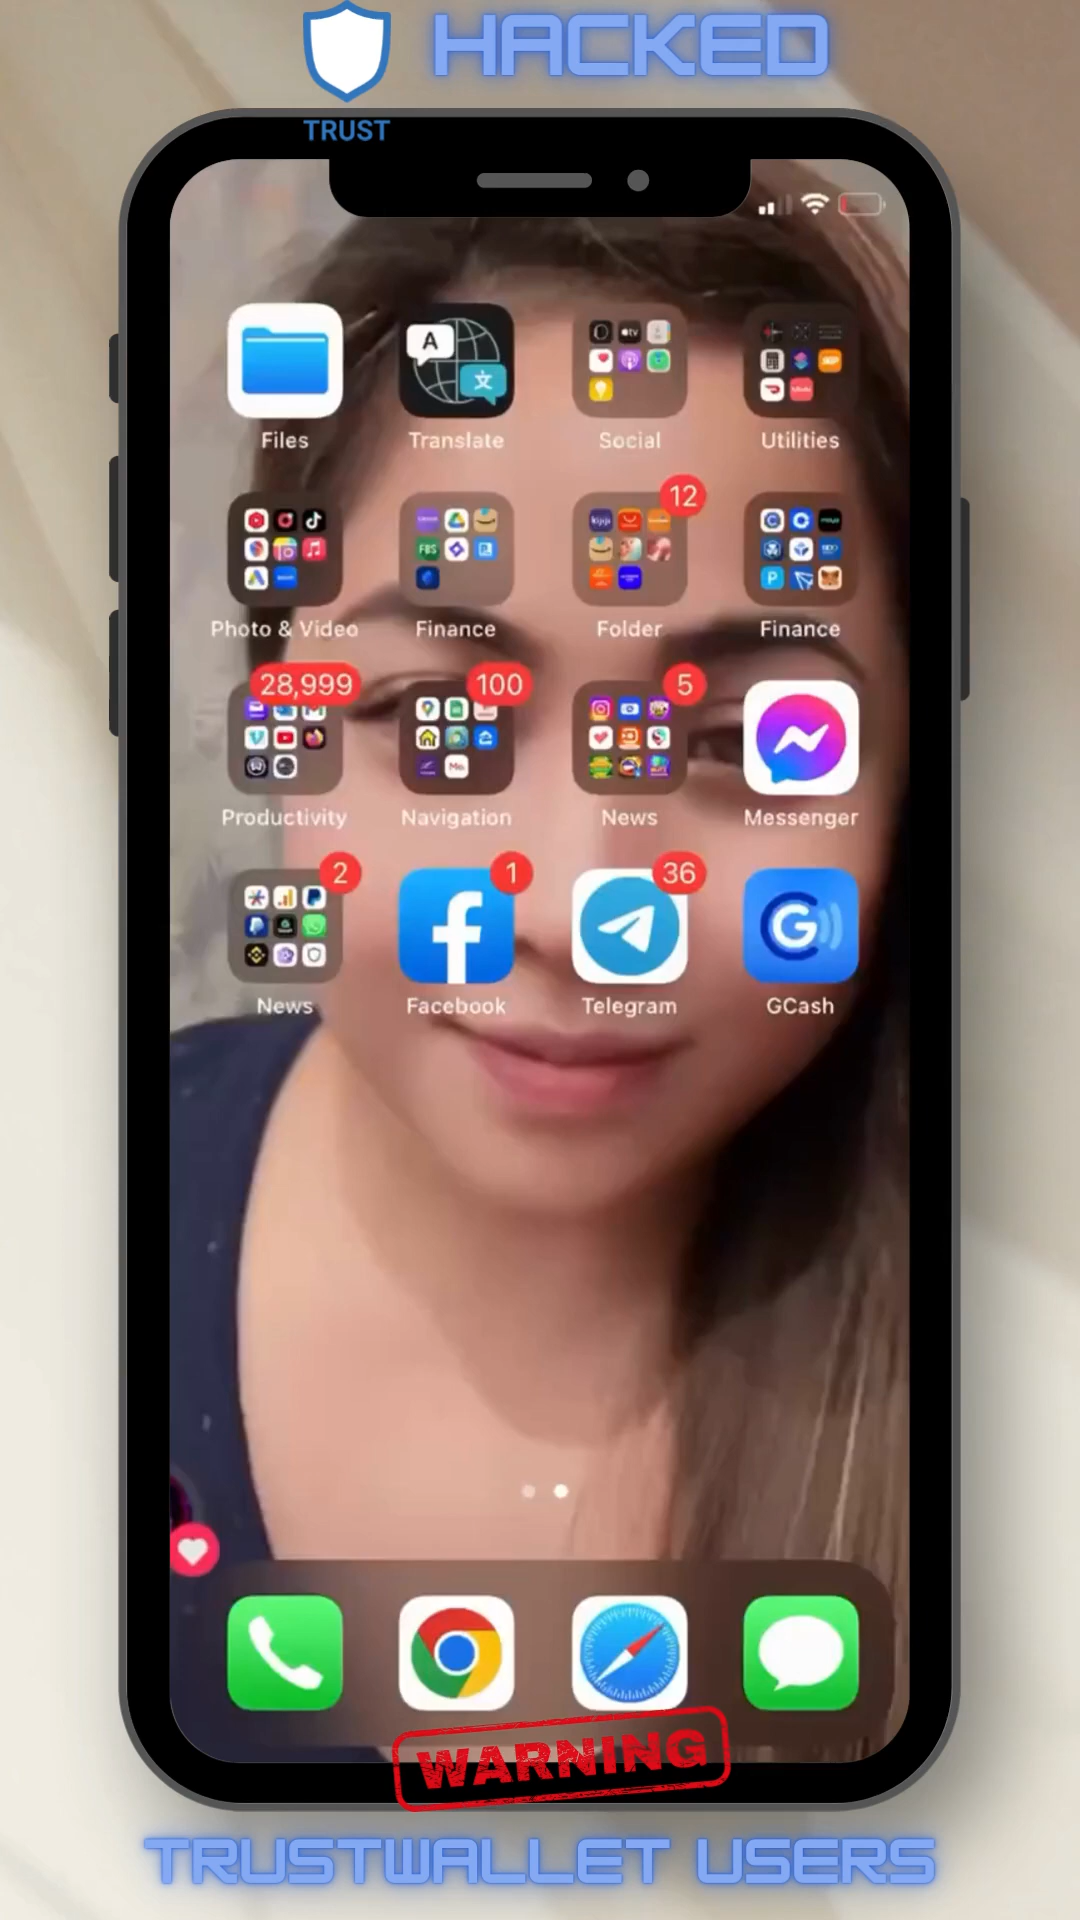 HACKED
TRUST
Files
Translate
Social
Utilities
12
Photo & Video
Finance
Folder
Finance
28,999
100
5
Productivity
Navigation
News
Messenger
2
1
36
News
Facebook
Telegram
GCash
WARNING
TRUSTWALLET USERS